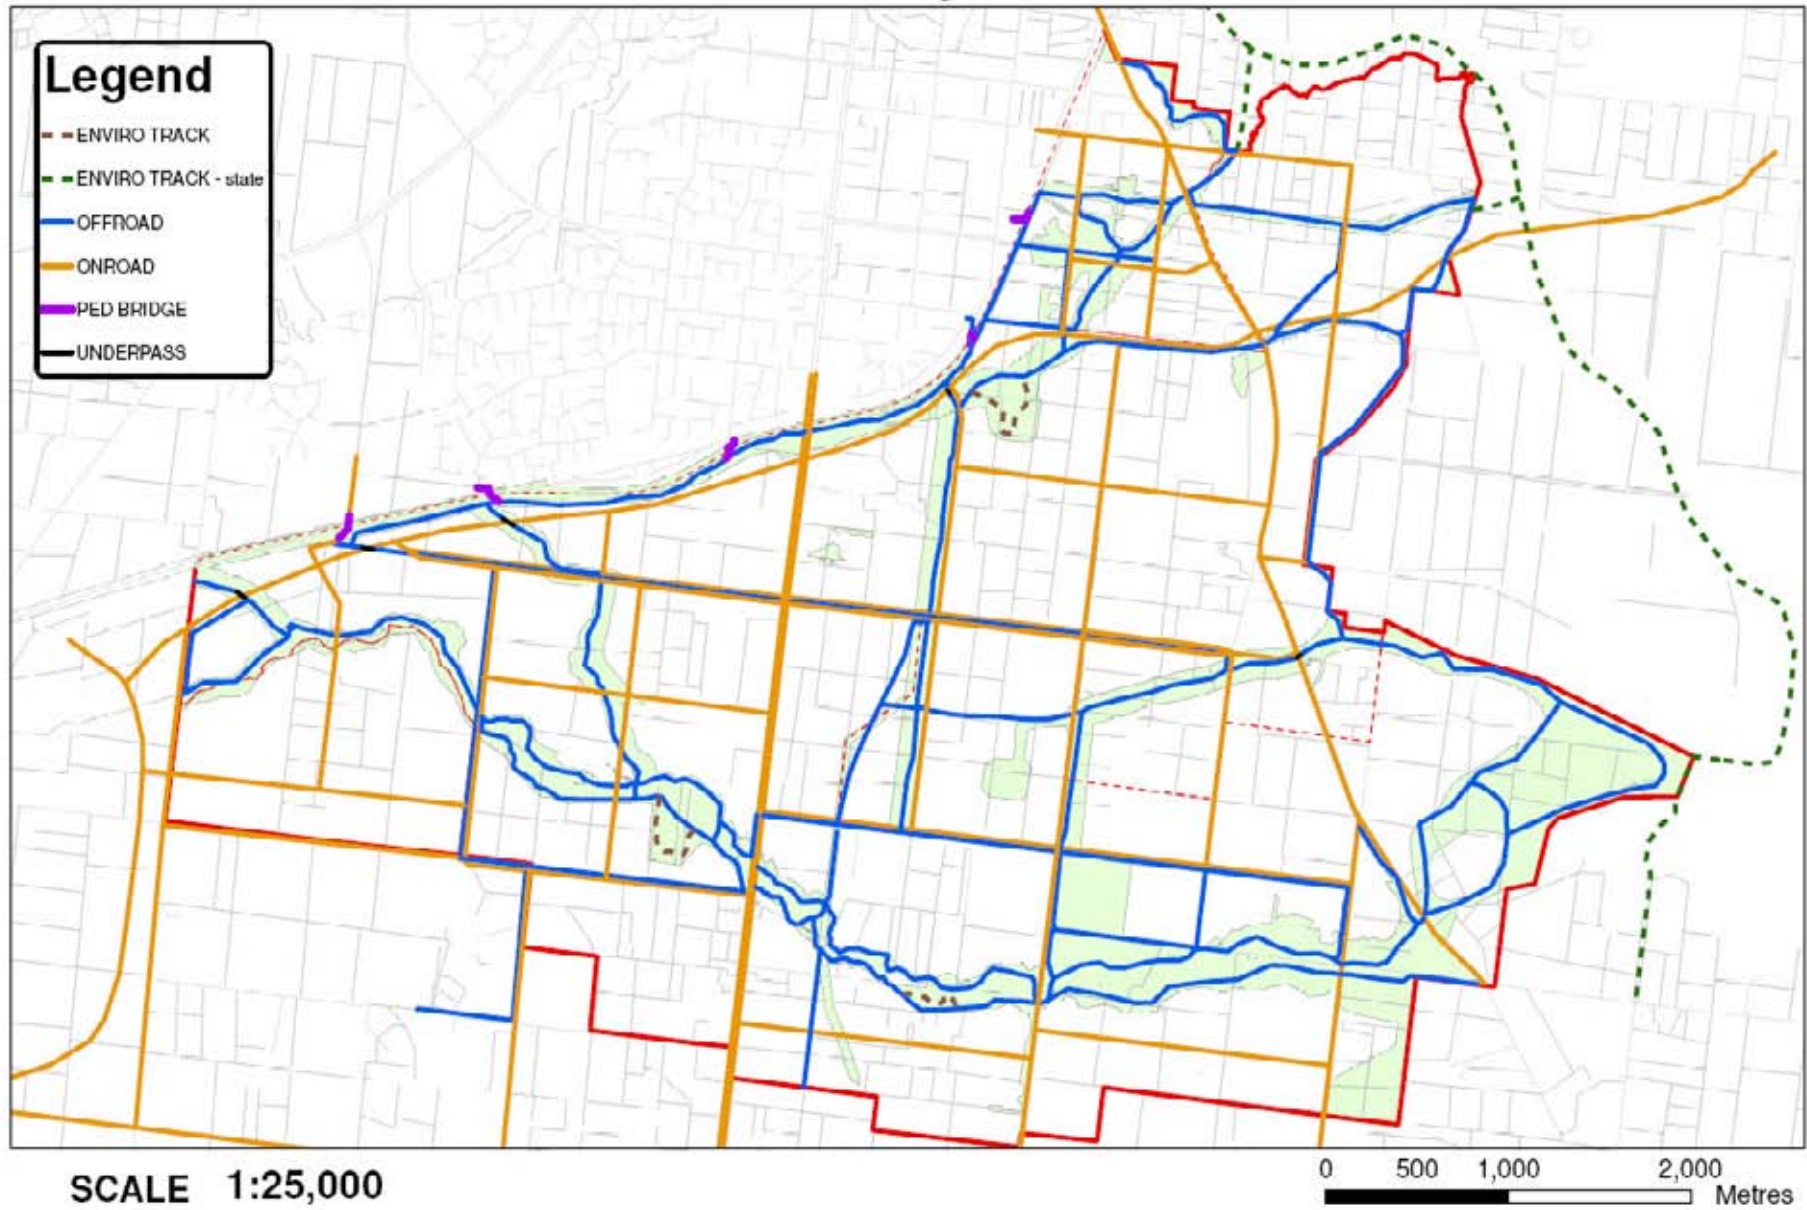 Legend
ENVIRO TRACK
ENVIRO TRACK - state
OFFROAD
ONROAD
PED BRIDGE
UNDERPASS
SCALE 1:25,000
0 500 1,000 2,000
Metres